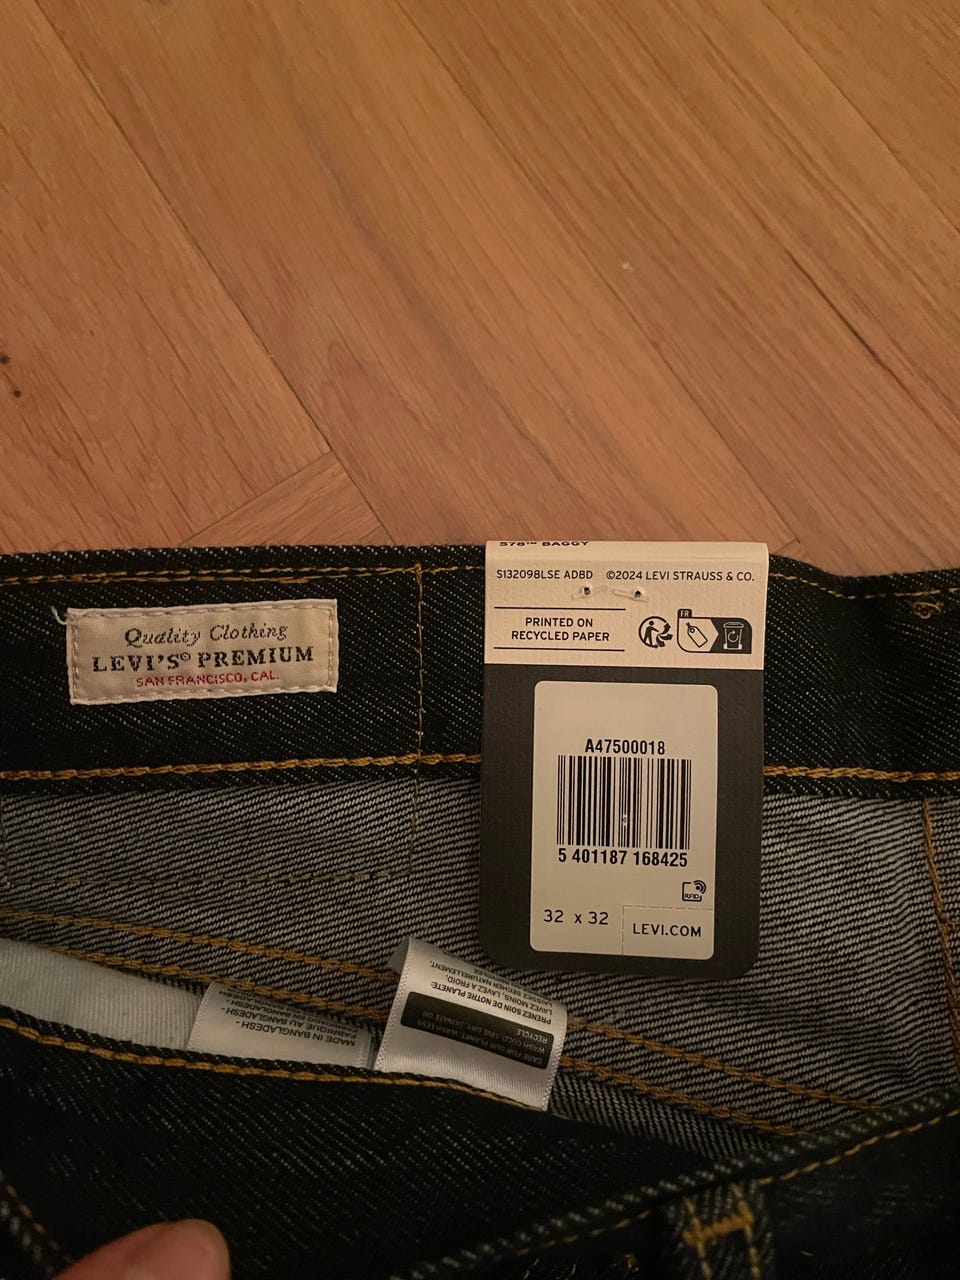 578™ BAGGY
S132098LSE ADBD ©2024 LEVI STRAUSS & CO.
PRINTED ON
RECYCLED PAPER
FR
Quality Clothing
LEVI'S® PREMIUM
SAN FRANCISCO, CAL.
A47500018
5 401187 168425
RFID
32 x 32
LEVI.COM
CARE FOR OUR PLANET: WASH LESS,
WASH COLD, LINE DRY, DONATE OR
RECYCLE
PRENEZ SOIN DE NOTRE PLANÈTE:
LAVEZ MOINS, LAVEZ À FROID,
LAISSEZ SÉCHER NATURELLEMENT,
MADE IN BANGLADESH -
FABRIQUÉ AU BANGLADESH -